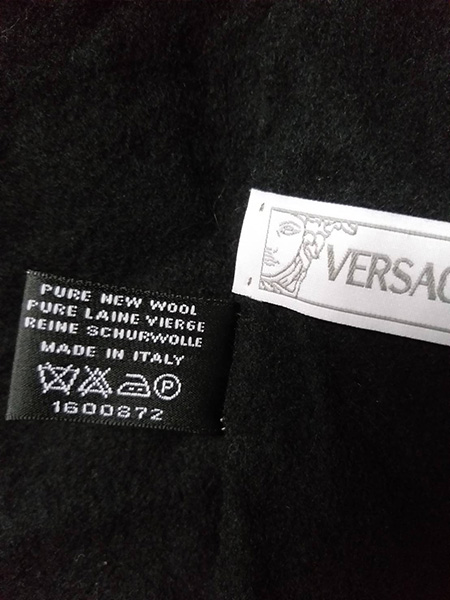 VERSAC
PURE NEW WOOL
PURE LAINE VIERGE
REINE SCHURWOLLE
MADE IN ITALY
P
1600872